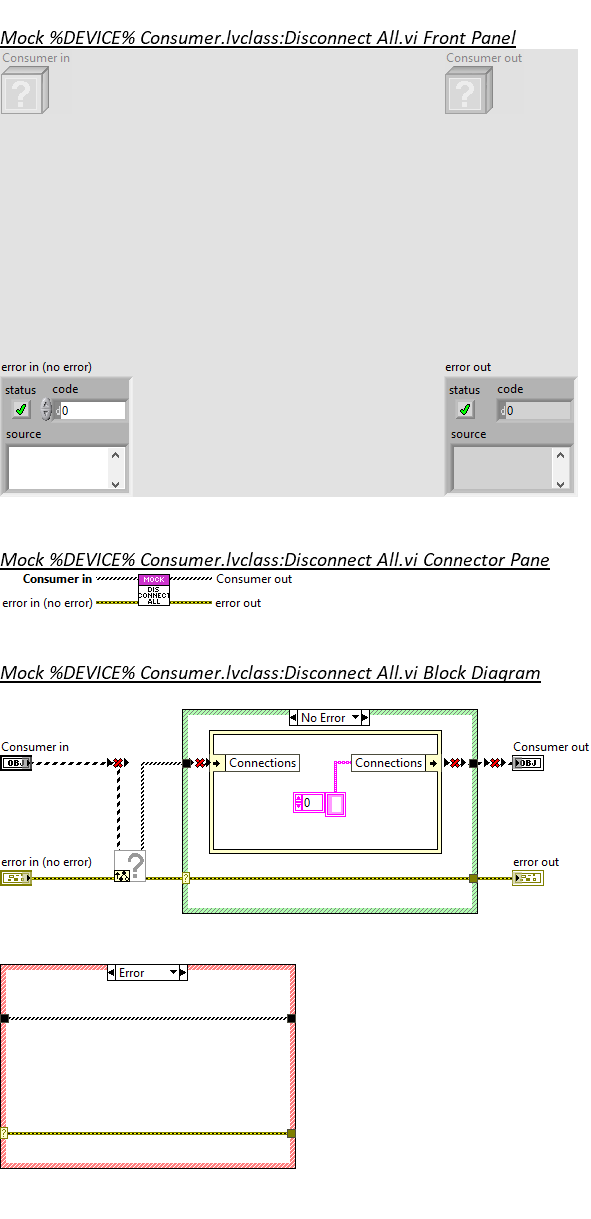 Mock %DEVICE% Consumer.lvclass:Disconnect All.vi Front Panel
Consumer in
Consumer out
?
?
error in (no error)
error out
status code
status code
d 0
d 0
source
source
Mock %DEVICE% Consumer.lvclass:Disconnect All.vi Connector Pane
Consumer in
MOCK
Consumer out
DIS
CONNECT
ALL
error in (no error)
error out
Mock %DEVICE% Consumer.lvclass:Disconnect All.vi Block Diagram
No Error
Consumer in
Consumer out
OBJ
Connections
Connections
OBJ
0
error in (no error)
?
error out
?
Error
?